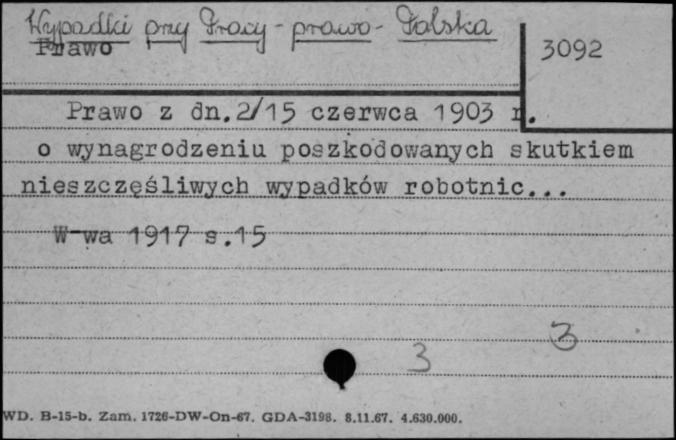 Wypadki przy Pracy - prawo - Polska
Prawo
3092
Prawo z dn.2/15 czerwca 1903 r.
o wynagrodzeniu poszkodowanych skutkiem
nieszczęśliwych wypadków robotnic...
W-wa 1917 s.15
3
3
WD. B-15-b. Zam. 1726-DW-On-67. GDA-3198. 8.11.67. 4.630.000.